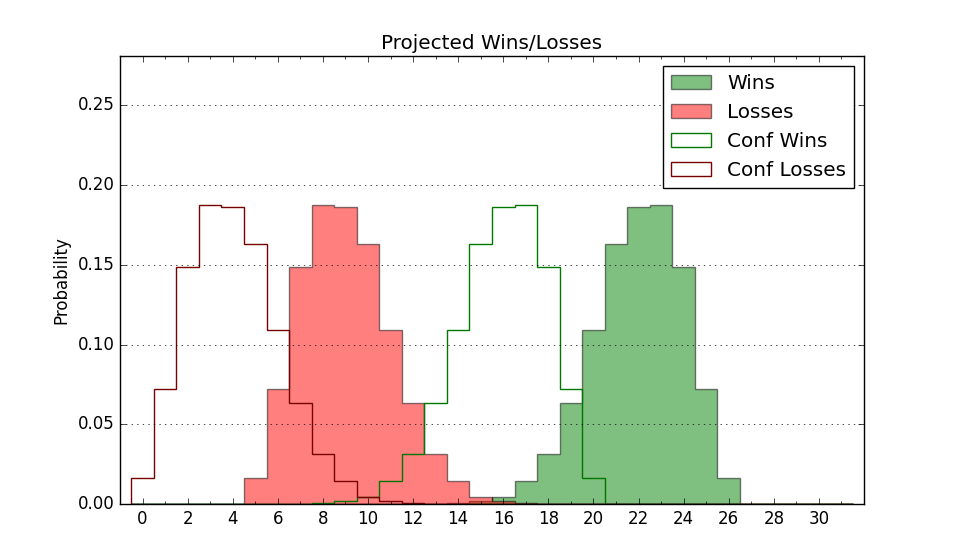 Projected Wins/Losses
Wins
Losses
Conf Wins
Conf Losses
Probability
0.25
0.20
0.15
0.10
0.05
0.00
0 2 4 6 8 10 12 14 16 18 20 22 24 26 28 30